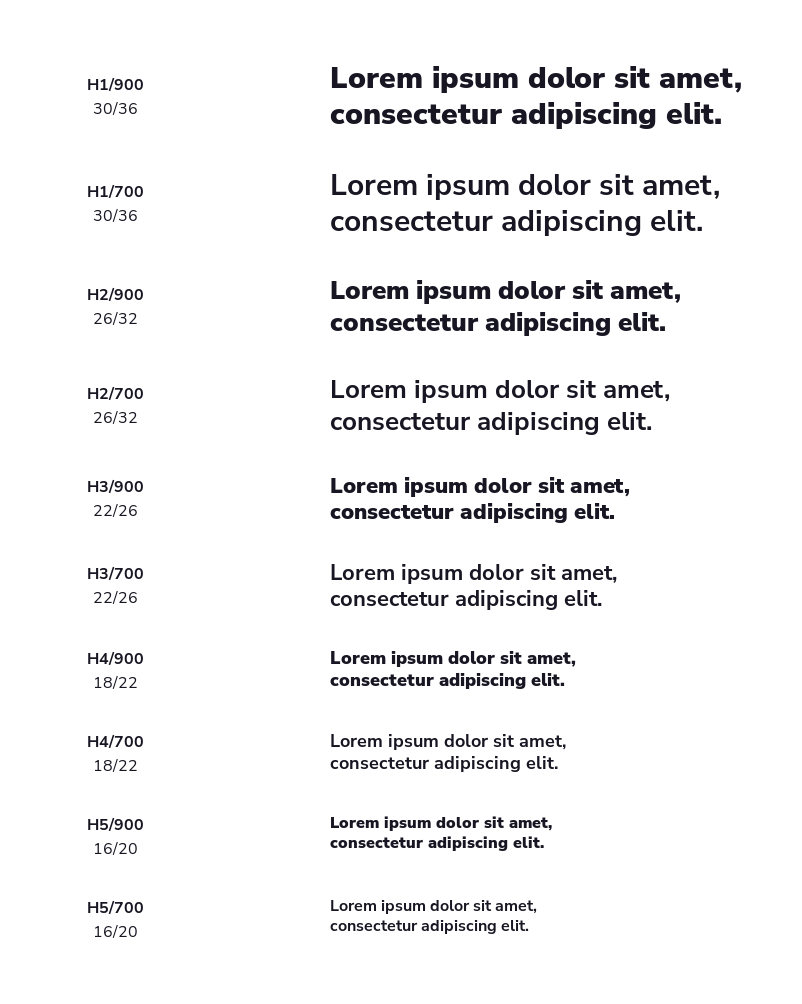 H1/900
30/36
Lorem ipsum dolor sit amet,
consectetur adipiscing elit.
H1/700
30/36
Lorem ipsum dolor sit amet,
consectetur adipiscing elit.
H2/900
26/32
Lorem ipsum dolor sit amet,
consectetur adipiscing elit.
H2/700
26/32
Lorem ipsum dolor sit amet,
consectetur adipiscing elit.
H3/900
22/26
Lorem ipsum dolor sit amet,
consectetur adipiscing elit.
H3/700
22/26
Lorem ipsum dolor sit amet,
consectetur adipiscing elit.
H4/900
18/22
Lorem ipsum dolor sit amet,
consectetur adipiscing elit.
H4/700
18/22
Lorem ipsum dolor sit amet,
consectetur adipiscing elit.
H5/900
16/20
Lorem ipsum dolor sit amet,
consectetur adipiscing elit.
H5/700
16/20
Lorem ipsum dolor sit amet,
consectetur adipiscing elit.